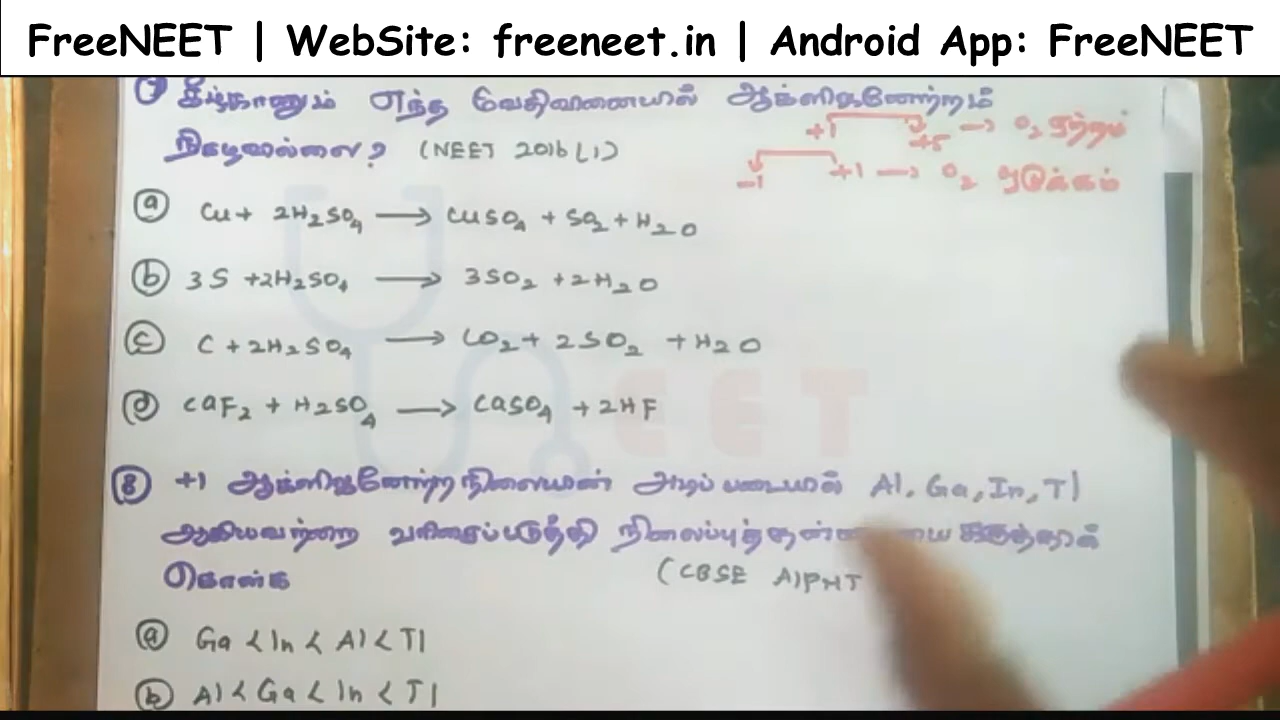 FreeNEET | WebSite: freeneet.in | Android App: FreeNEET
கீழ்காணும் எந்த வேதிவினையில் ஆக்ஸிஜனேற்றம்
நிகழவில்லை? (NEET 2016 (1)
+1 +5 → O2 ஏற்றம்
-1 +1 → O2 ஒடுக்கம்
(a) Cu + 2H2SO4 → CuSO4 + SO2 + H2O
(b) 3S + 2H2SO4 → 3SO2 + 2H2O
(c) C + 2H2SO4 → CO2 + 2SO2 + H2O
(d) CaF2 + H2SO4 → CaSO4 + 2HF
EET
(8) +1 ஆக்ஸிஜனேற்ற நிலையின் அடிப்படையில் Al, Ga, In, Tl
ஆகியவற்றை வரிசைப்படுத்தி கருத்தில்
கொள்க (CBSE AIPMT
(a) Ga < In < Al < Tl
(b) Al < Ga < In < Tl